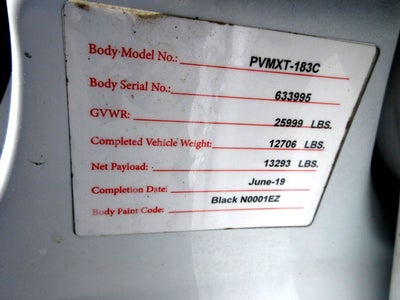 Body Model No.: PVMXT-183C
Body Serial No.: 633995
GVWR: 25999 LBS.
Completed Vehicle Weight: 12706 LBS.
Net Payload: 13293 LBS.
Completion Date: June-19
Body Paint Code: Black N0001EZ